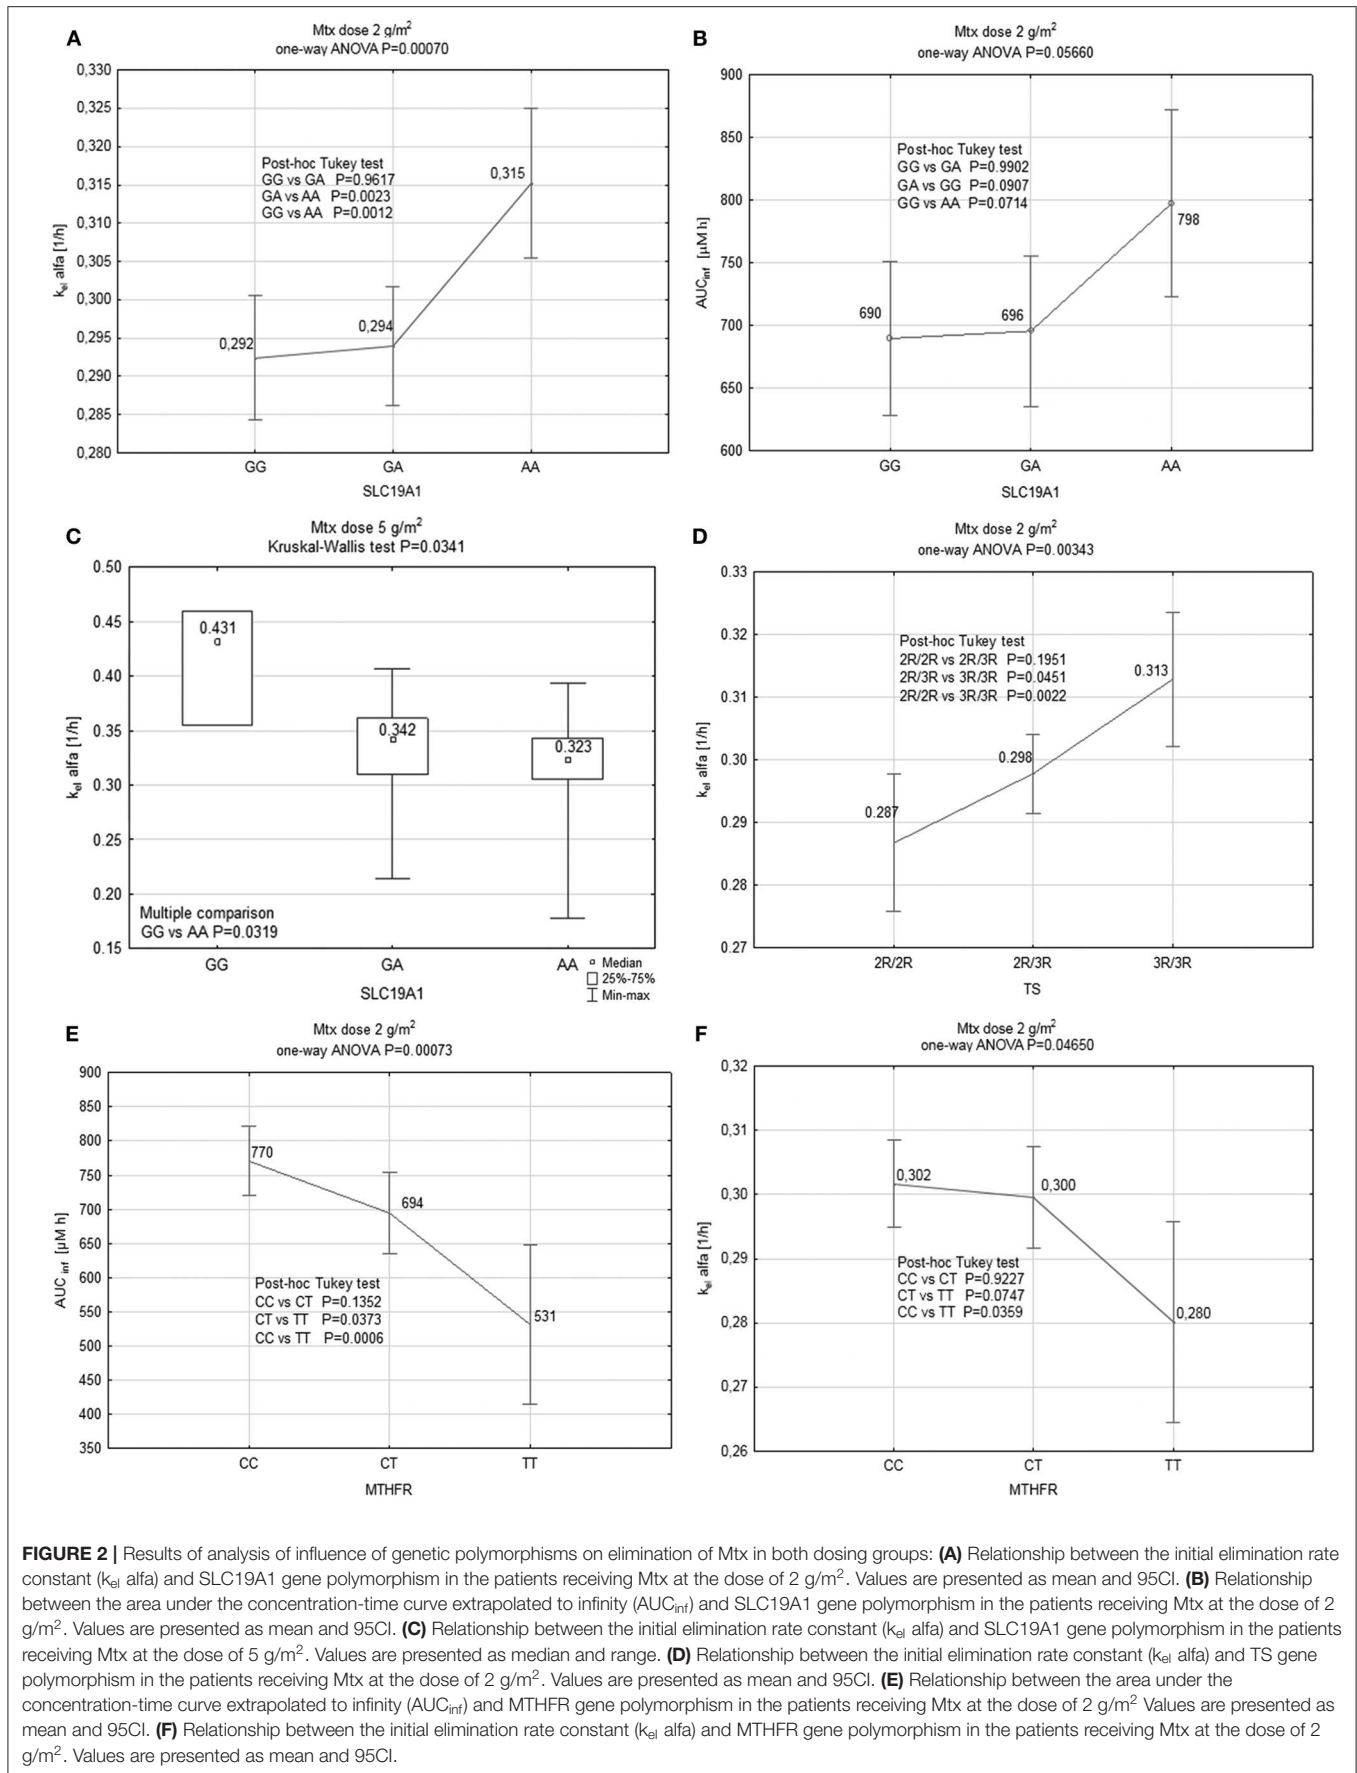 A
Mtx dose 2 g/m²
one-way ANOVA P=0.00070
0,330
0,325
0,320
0,315
0,310
0,305
0,300
0,295
0,290
0,285
0,280
kel alfa [1/h]
Post-hoc Tukey test
GG vs GA P=0.9617
GA vs AA P=0.0023
GG vs AA P=0.0012
0,292
0,294
0,315
GG GA AA
SLC19A1
B
Mtx dose 2 g/m²
one-way ANOVA P=0.05660
900
850
800
750
700
650
600
AUCinf [µM h]
Post-hoc Tukey test
GG vs GA P=0.9902
GA vs GG P=0.0907
GG vs AA P=0.0714
690
696
798
GG GA AA
SLC19A1
C
Mtx dose 5 g/m²
Kruskal-Wallis test P=0.0341
0.50
0.45
0.40
0.35
0.30
0.25
0.20
0.15
kel alfa [1/h]
0.431
0.342
0.323
Multiple comparison
GG vs AA P=0.0319
GG GA AA
SLC19A1
Median
25%-75%
Min-max
D
Mtx dose 2 g/m²
one-way ANOVA P=0.00343
0.33
0.32
0.31
0.30
0.29
0.28
0.27
kel alfa [1/h]
Post-hoc Tukey test
2R/2R vs 2R/3R P=0.1951
2R/3R vs 3R/3R P=0.0451
2R/2R vs 3R/3R P=0.0022
0.287
0.298
0.313
2R/2R 2R/3R 3R/3R
TS
E
Mtx dose 2 g/m²
one-way ANOVA P=0.00073
900
850
800
750
700
650
600
550
500
450
400
350
AUC inf [µM h]
770
694
531
Post-hoc Tukey test
CC vs CT P=0.1352
CT vs TT P=0.0373
CC vs TT P=0.0006
CC CT TT
MTHFR
F
Mtx dose 2 g/m²
one-way ANOVA P=0.04650
0,32
0,31
0,30
0,29
0,28
0,27
0,26
kel alfa [1/h]
0,302
0,300
0,280
Post-hoc Tukey test
CC vs CT P=0.9227
CT vs TT P=0.0747
CC vs TT P=0.0359
CC CT TT
MTHFR
FIGURE 2 | Results of analysis of influence of genetic polymorphisms on elimination of Mtx in both dosing groups: (A) Relationship between the initial elimination rate
constant (kel alfa) and SLC19A1 gene polymorphism in the patients receiving Mtx at the dose of 2 g/m². Values are presented as mean and 95CI. (B) Relationship
between the area under the concentration-time curve extrapolated to infinity (AUCinf) and SLC19A1 gene polymorphism in the patients receiving Mtx at the dose of 2
g/m². Values are presented as mean and 95CI. (C) Relationship between the initial elimination rate constant (kel alfa) and SLC19A1 gene polymorphism in the patients
receiving Mtx at the dose of 5 g/m². Values are presented as median and range. (D) Relationship between the initial elimination rate constant (kel alfa) and TS gene
polymorphism in the patients receiving Mtx at the dose of 2 g/m². Values are presented as mean and 95CI. (E) Relationship between the area under the
concentration-time curve extrapolated to infinity (AUCinf) and MTHFR gene polymorphism in the patients receiving Mtx at the dose of 2 g/m² Values are presented as
mean and 95CI. (F) Relationship between the initial elimination rate constant (kel alfa) and MTHFR gene polymorphism in the patients receiving Mtx at the dose of 2
g/m². Values are presented as mean and 95CI.